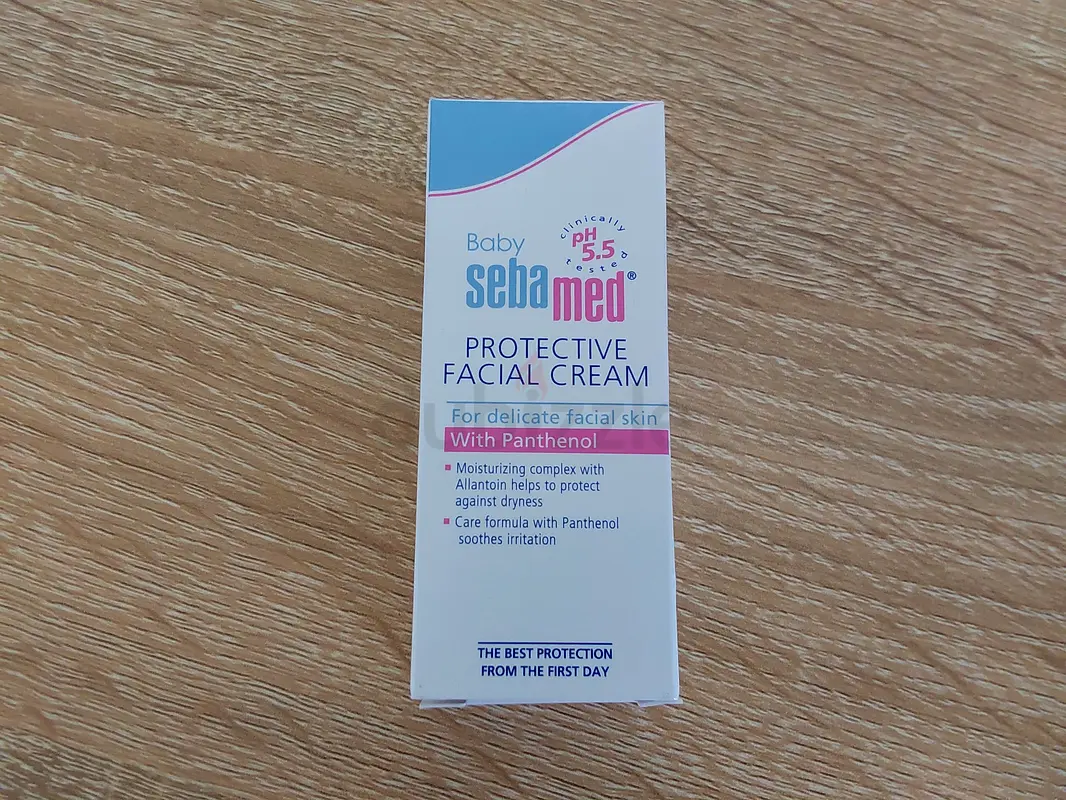 clinically
pH
5.5
tested
Baby
sebamed®
PROTECTIVE
FACIAL CREAM
For delicate facial skin
With Panthenol
Moisturizing complex with
Allantoin helps to protect
against dryness
Care formula with Panthenol
soothes irritation
THE BEST PROTECTION
FROM THE FIRST DAY